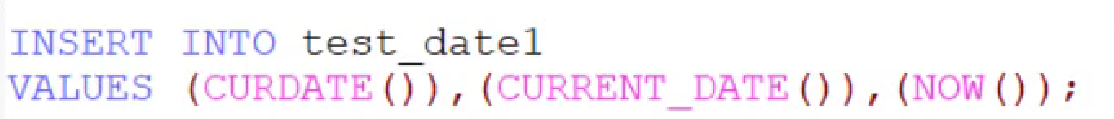 INSERT INTO test_date1
VALUES (CURDATE()),(CURRENT_DATE()),(NOW());